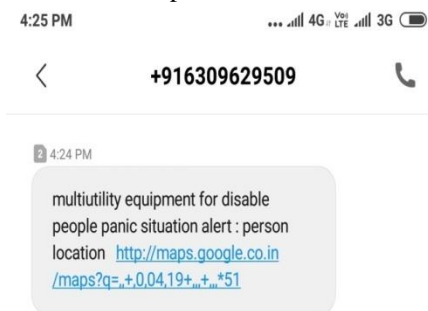 4:25 PM ... 4G Voi LTE 3G
+916309629509
2 4:24 PM
multiutility equipment for disable
people panic situation alert : person
location http://maps.google.co.in
/maps?q=,,+,0,04,19+,,,+,,,*51